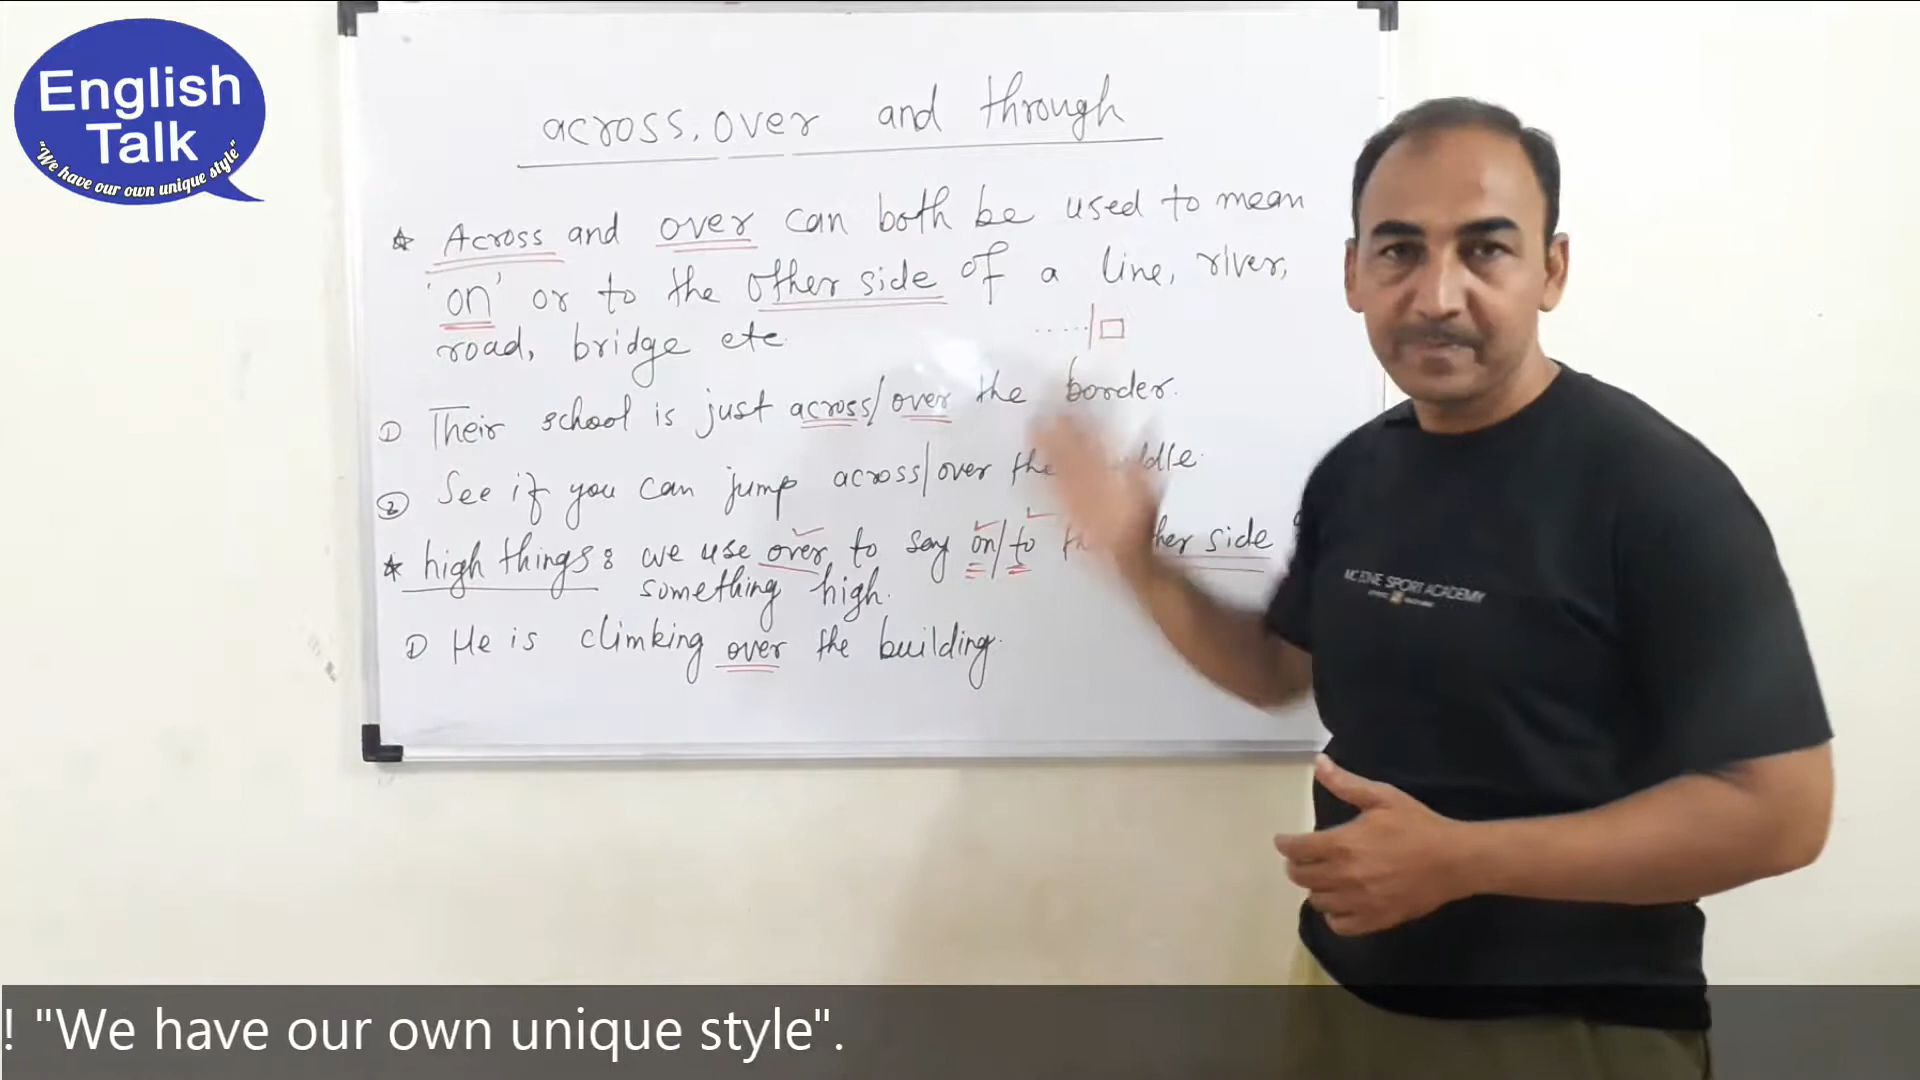 English
Talk
"We have our own unique style"
across, over and through
Across and over can both be used to mean
'on' or to the other side of a line, river,
road, bridge etc
① Their school is just across/over the border.
② See if you can jump across/over the
high things: we use over to say on/to side
something high.
① He is climbing over the building.
SPORT ACADEMY
! "We have our own unique style".